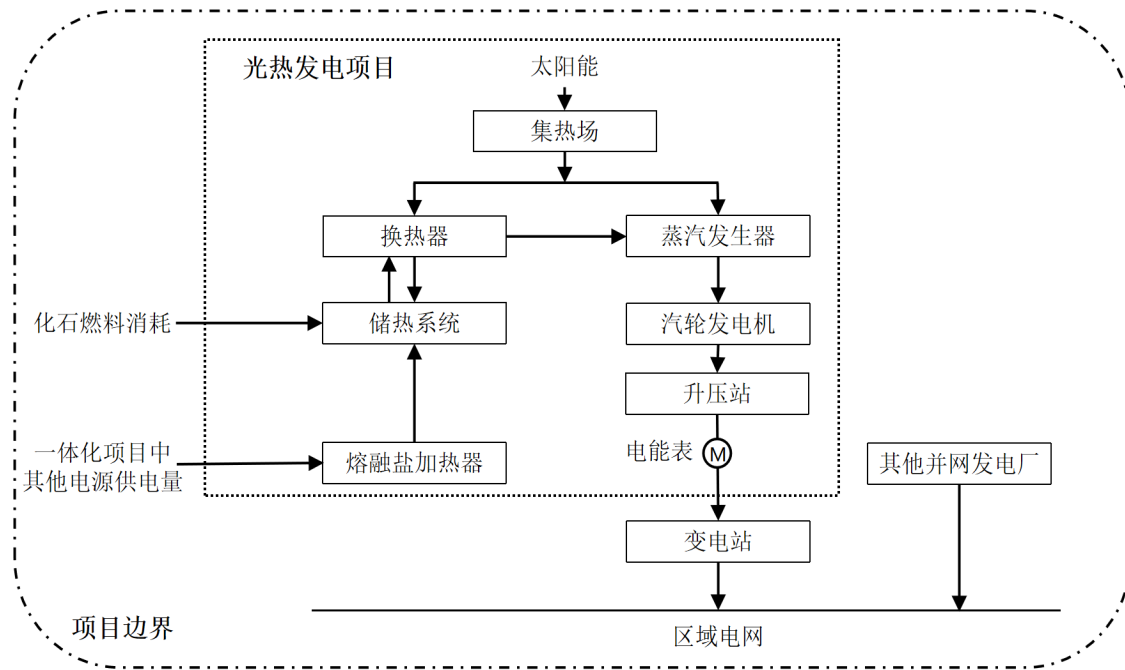 光热发电项目
太阳能
集热场
换热器
蒸汽发生器
化石燃料消耗
储热系统
汽轮发电机
升压站
一体化项目中
其他电源供电量
熔融盐加热器
电能表
M
其他并网发电厂
变电站
项目边界
区域电网